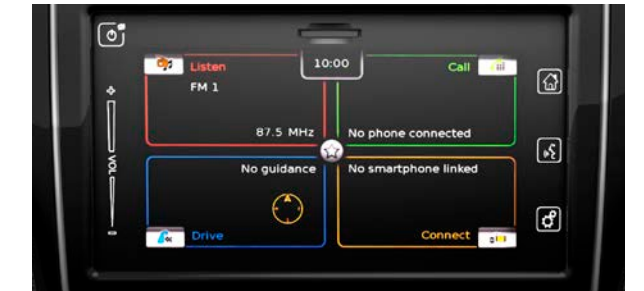 10:00
Listen
Call
FM 1
87.5 MHz
No phone connected
No guidance
No smartphone linked
Drive
Connect
+
VOL
-